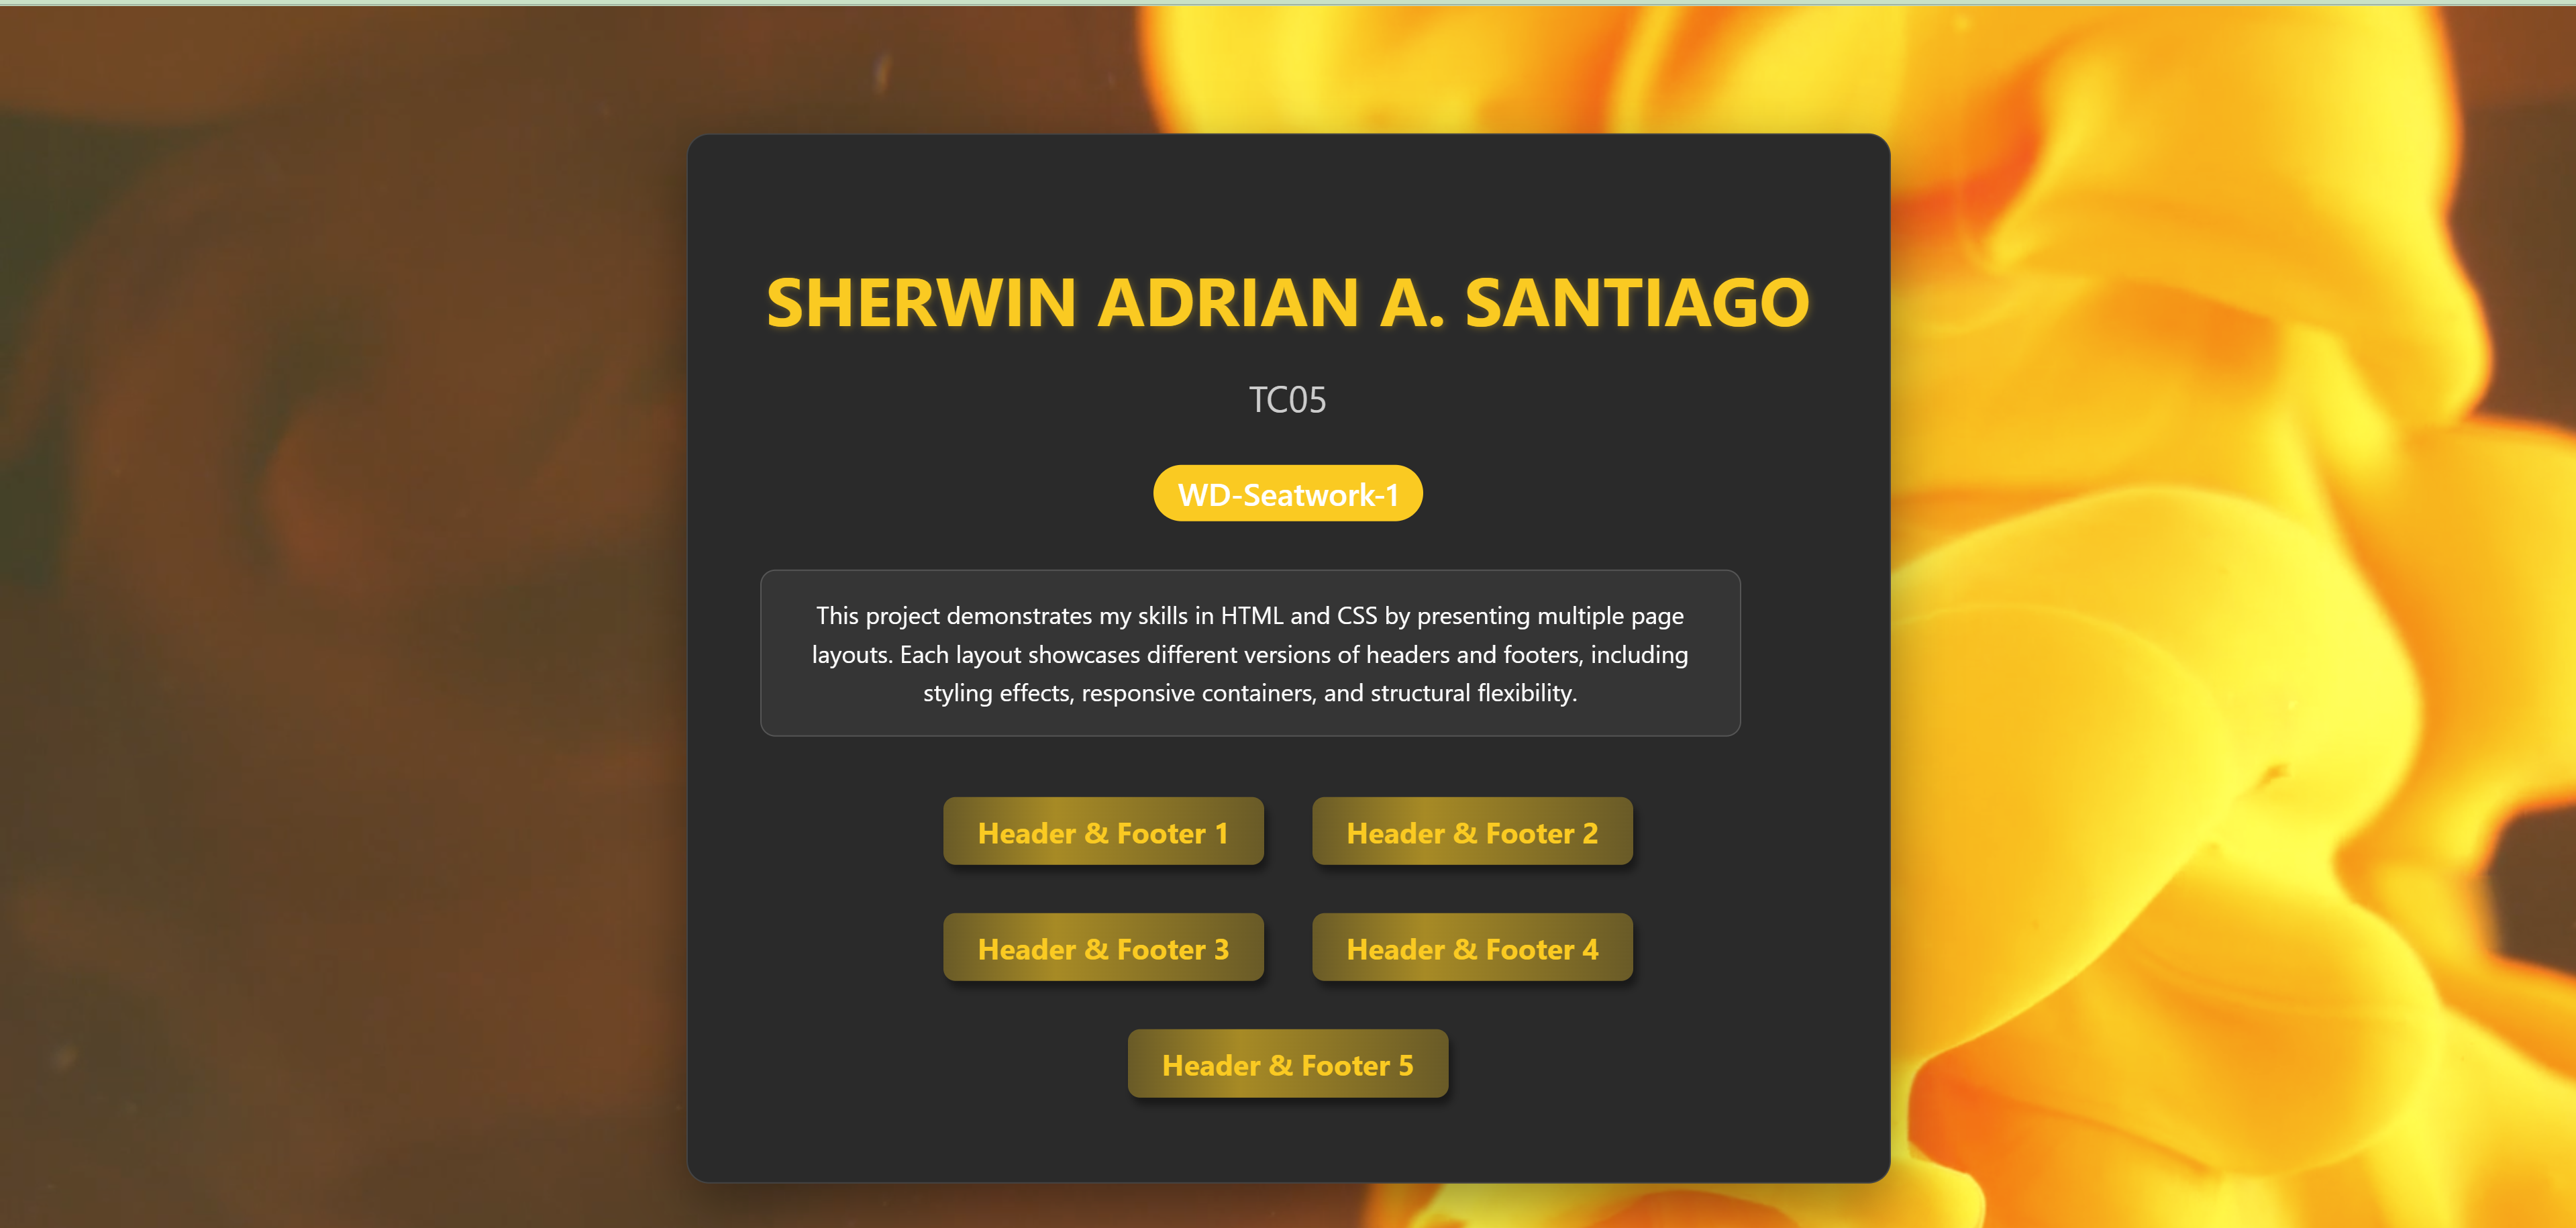 SHERWIN ADRIAN A. SANTIAGO
TC05
WD-Seatwork-1
This project demonstrates my skills in HTML and CSS by presenting multiple page
layouts. Each layout showcases different versions of headers and footers, including
styling effects, responsive containers, and structural flexibility.
Header & Footer 1
Header & Footer 2
Header & Footer 3
Header & Footer 4
Header & Footer 5